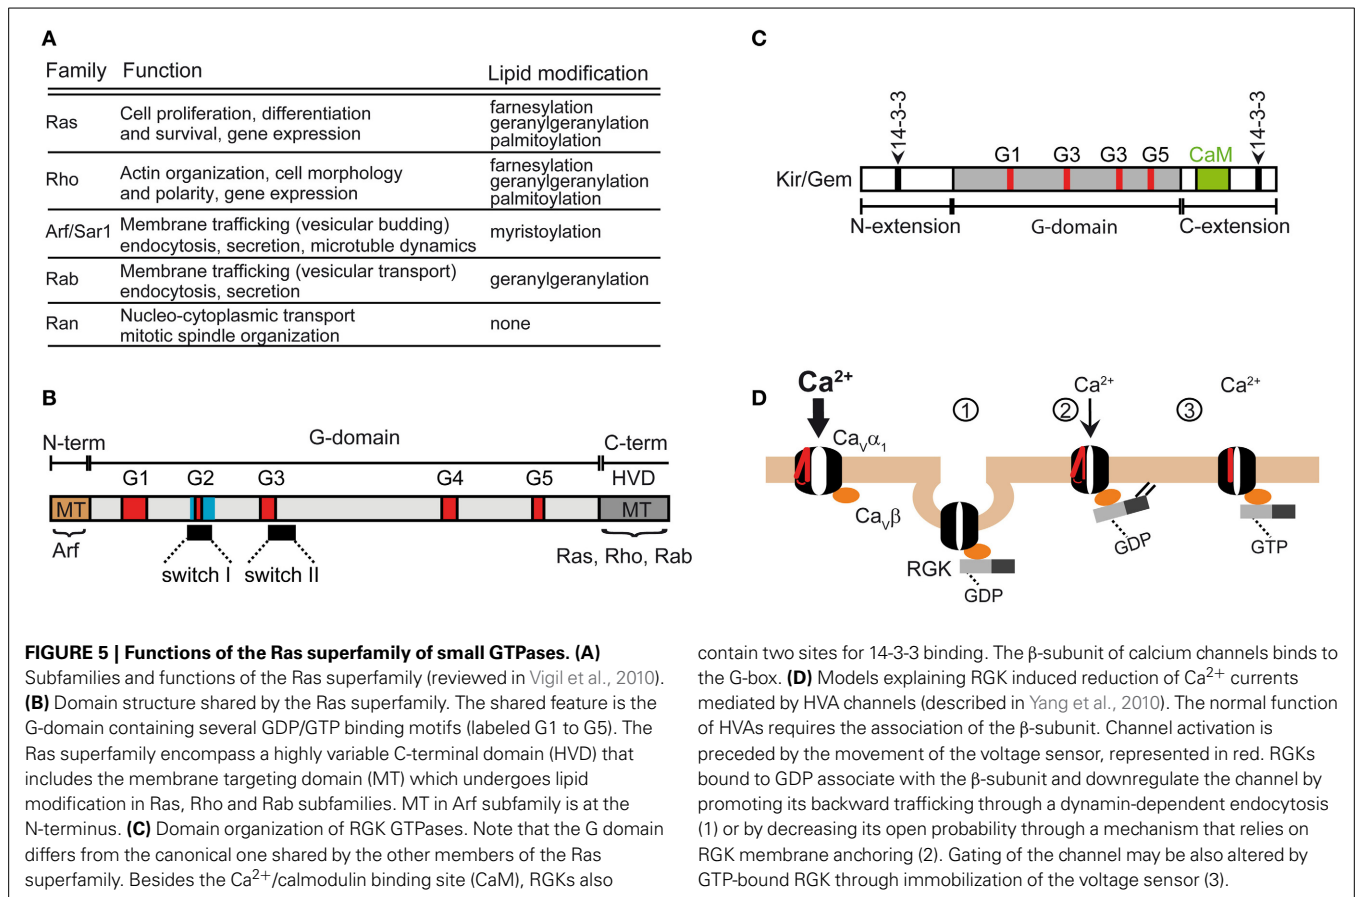 A
Family Function Lipid modification
Ras
Cell proliferation, differentiation
and survival, gene expression
farnesylation
geranylgeranylation
palmitoylation
Rho
Actin organization, cell morphology
and polarity, gene expression
farnesylation
geranylgeranylation
palmitoylation
Arf/Sar1
Membrane trafficking (vesicular budding)
endocytosis, secretion, microtuble dynamics
myristoylation
Rab
Membrane trafficking (vesicular transport)
endocytosis, secretion
geranylgeranylation
Ran
Nucleo-cytoplasmic transport
mitotic spindle organization
none
B
N-term G-domain C-term
G1 G2 G3 G4 G5 HVD
MT MT
Arf
switch I switch II
Ras, Rho, Rab
C
14-3-3 14-3-3
G1 G3 G3 G5 CaM
Kir/Gem
N-extension G-domain C-extension
D
Ca2+ 1 2 Ca2+ 3 Ca2+
CaVα1
CaVβ
RGK
GDP
GDP
GTP
FIGURE 5 | Functions of the Ras superfamily of small GTPases. (A)
Subfamilies and functions of the Ras superfamily (reviewed in Vigil et al., 2010).
(B) Domain structure shared by the Ras superfamily. The shared feature is the
G-domain containing several GDP/GTP binding motifs (labeled G1 to G5). The
Ras superfamily encompass a highly variable C-terminal domain (HVD) that
includes the membrane targeting domain (MT) which undergoes lipid
modification in Ras, Rho and Rab subfamilies. MT in Arf subfamily is at the
N-terminus. (C) Domain organization of RGK GTPases. Note that the G domain
differs from the canonical one shared by the other members of the Ras
superfamily. Besides the Ca2+/calmodulin binding site (CaM), RGKs also
contain two sites for 14-3-3 binding. The β-subunit of calcium channels binds to
the G-box. (D) Models explaining RGK induced reduction of Ca2+ currents
mediated by HVA channels (described in Yang et al., 2010). The normal function
of HVAs requires the association of the β-subunit. Channel activation is
preceded by the movement of the voltage sensor, represented in red. RGKs
bound to GDP associate with the β-subunit and downregulate the channel by
promoting its backward trafficking through a dynamin-dependent endocytosis
(1) or by decreasing its open probability through a mechanism that relies on
RGK membrane anchoring (2). Gating of the channel may be also altered by
GTP-bound RGK through immobilization of the voltage sensor (3).